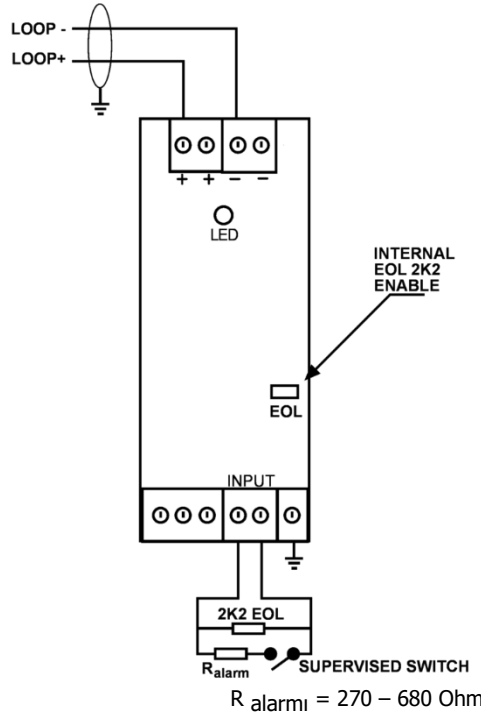 LOOP -
LOOP+
+ + - -
LED
INTERNAL
EOL 2K2
ENABLE
EOL
INPUT
2K2 EOL
Ralarm
SUPERVISED SWITCH
R alarmı = 270 – 680 Ohm